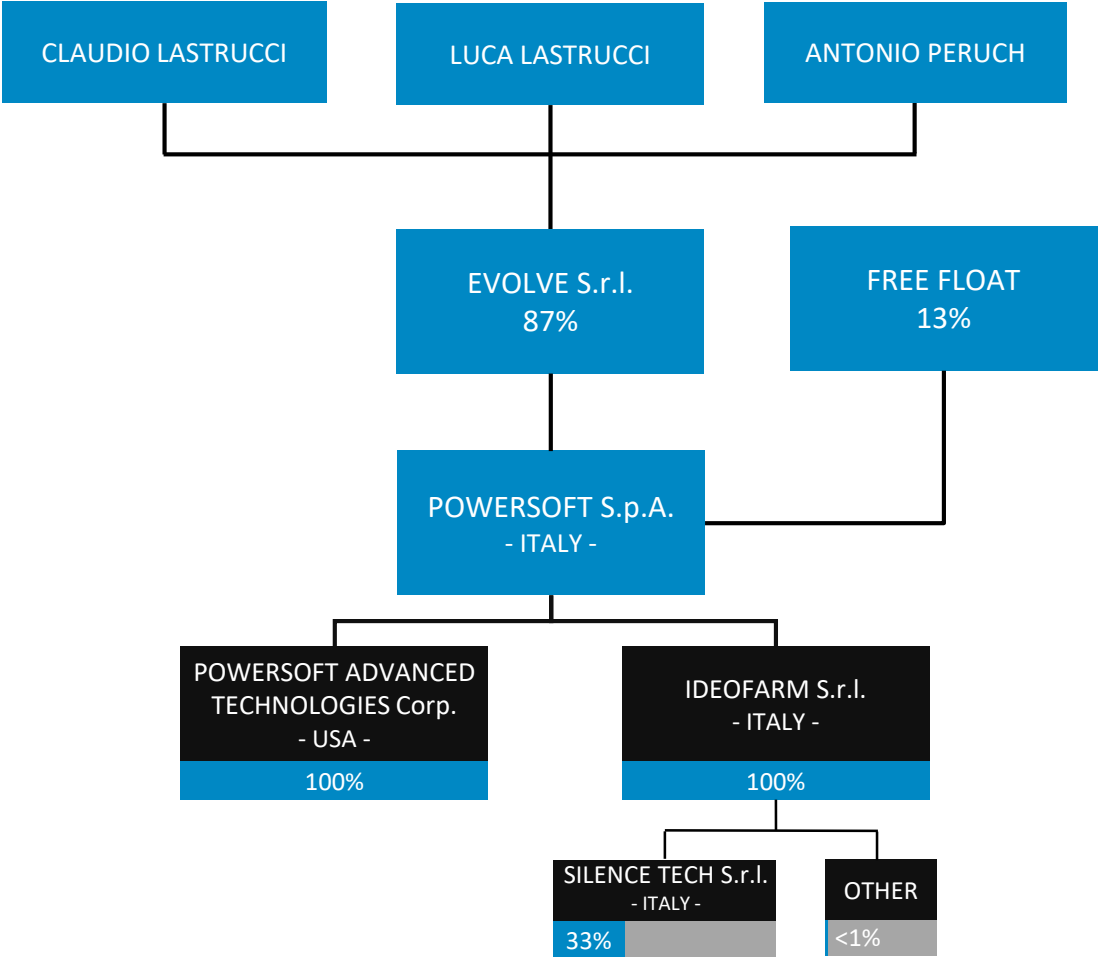 CLAUDIO LASTRUCCI
LUCA LASTRUCCI
ANTONIO PERUCH
EVOLVE S.r.l.
87%
FREE FLOAT
13%
POWERSOFT S.p.A.
- ITALY -
POWERSOFT ADVANCED
TECHNOLOGIES Corp.
- USA -
100%
IDEOFARM S.r.l.
- ITALY -
100%
SILENCE TECH S.r.l.
- ITALY -
33%
OTHER
<1%